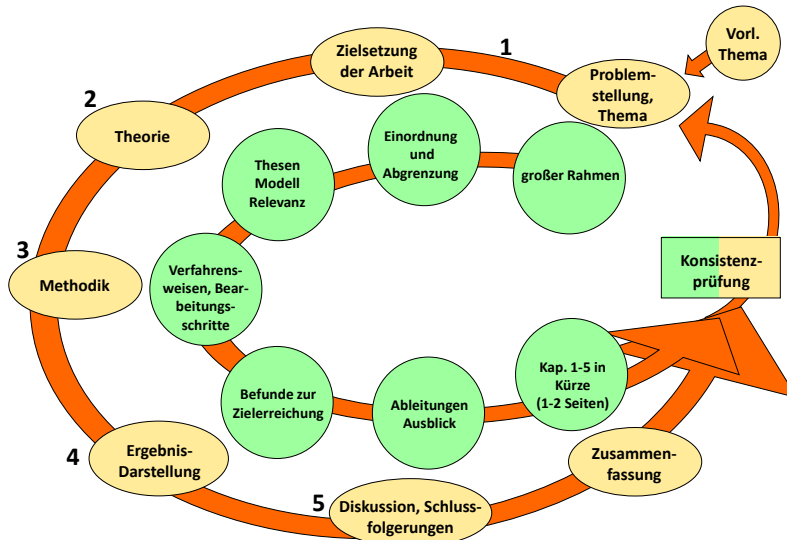 1
Vorl.
Thema
Problem-
stellung,
Thema
Zielsetzung
der Arbeit
2
Theorie
3
Methodik
4
Ergebnis-
Darstellung
5
Diskussion, Schluss-
folgerungen
Zusammen-
fassung
Konsistenz-
prüfung
großer Rahmen
Einordnung
und
Abgrenzung
Thesen
Modell
Relevanz
Verfahrens-
weisen, Bear-
beitungs-
schritte
Befunde zur
Zielerreichung
Ableitungen
Ausblick
Kap. 1-5 in
Kürze
(1-2 Seiten)